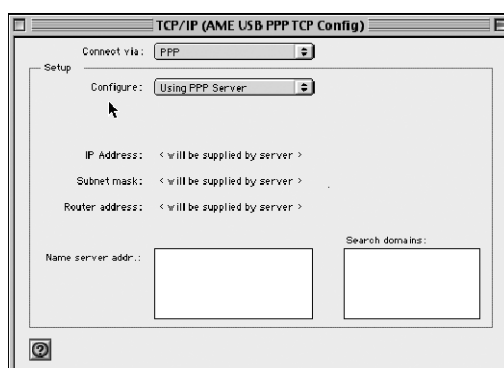 TCP/IP (AME USB PPP TCP Config)
Connect via: PPP
Setup
Configure: Using PPP Server
IP Address: < will be supplied by server >
Subnet mask: < will be supplied by server >
Router address: < will be supplied by server >
Search domains:
Name server addr.:
?